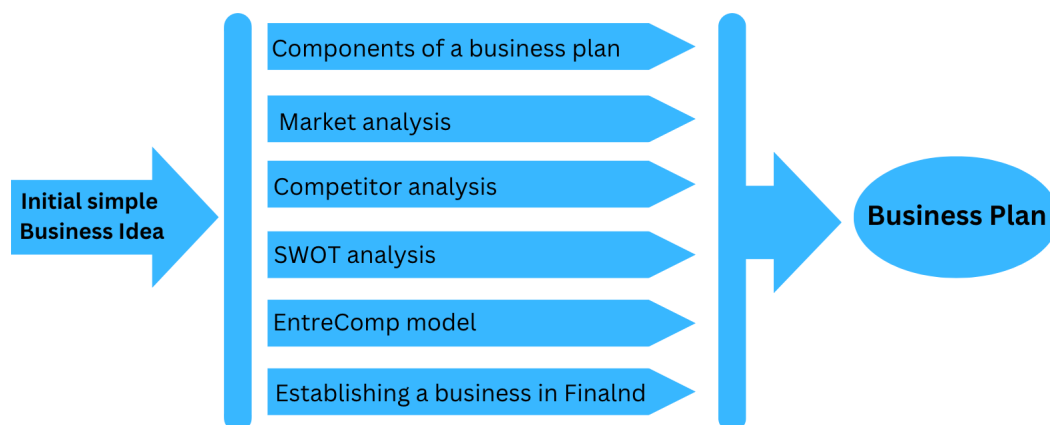 Components of a business plan
Market analysis
Competitor analysis
Initial simple
Business Idea
Business Plan
SWOT analysis
EntreComp model
Establishing a business in Finalnd